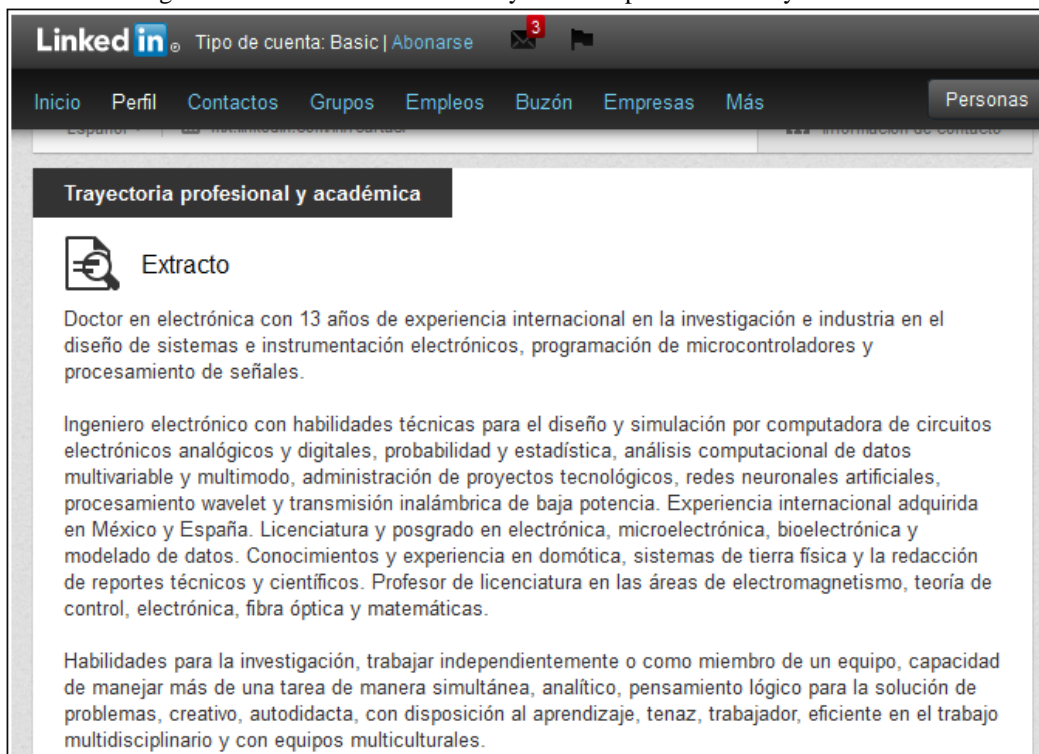 Linked in ® Tipo de cuenta: Basic | Abonarse 3
Inicio Perfil Contactos Grupos Empleos Buzón Empresas Más Personas
Español
Trayectoria profesional y académica
Extracto
Doctor en electrónica con 13 años de experiencia internacional en la investigación e industria en el
diseño de sistemas e instrumentación electrónicos, programación de microcontroladores y
procesamiento de señales.
Ingeniero electrónico con habilidades técnicas para el diseño y simulación por computadora de circuitos
electrónicos analógicos y digitales, probabilidad y estadística, análisis computacional de datos
multivariable y multimodo, administración de proyectos tecnológicos, redes neuronales artificiales,
procesamiento wavelet y transmisión inalámbrica de baja potencia. Experiencia internacional adquirida
en México y España. Licenciatura y posgrado en electrónica, microelectrónica, bioelectrónica y
modelado de datos. Conocimientos y experiencia en domótica, sistemas de tierra física y la redacción
de reportes técnicos y científicos. Profesor de licenciatura en las áreas de electromagnetismo, teoría de
control, electrónica, fibra óptica y matemáticas.
Habilidades para la investigación, trabajar independientemente o como miembro de un equipo, capacidad
de manejar más de una tarea de manera simultánea, analítico, pensamiento lógico para la solución de
problemas, creativo, autodidacta, con disposición al aprendizaje, tenaz, trabajador, eficiente en el trabajo
multidisciplinario y con equipos multiculturales.